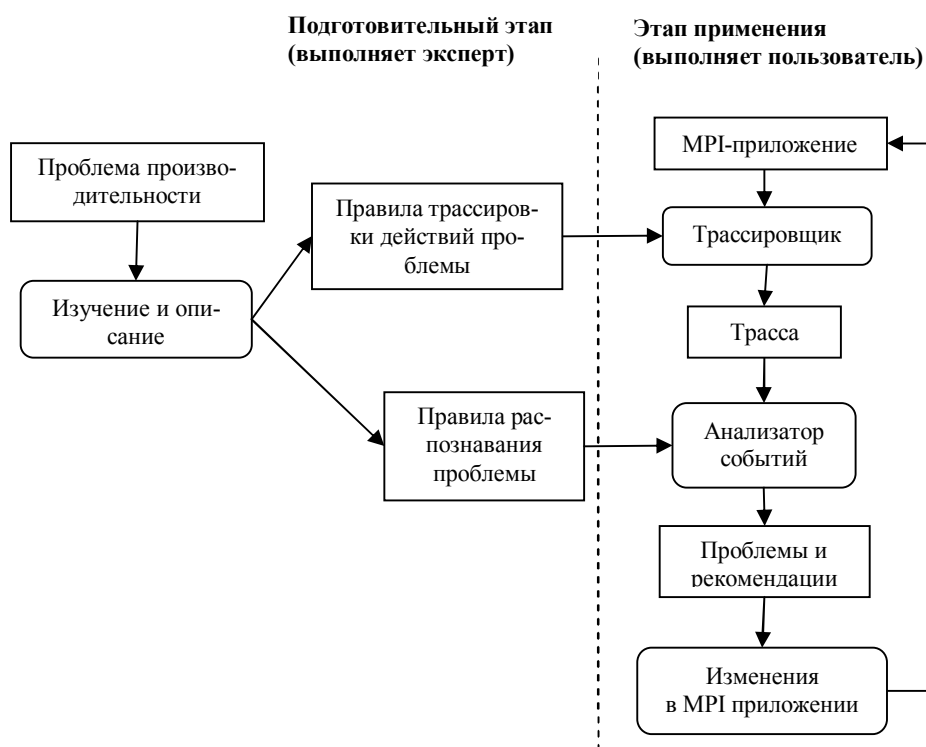 Подготовительный этап
(выполняет эксперт)
Этап применения
(выполняет пользователь)
Проблема произво-
дительности
Изучение и опи-
сание
Правила трассиров-
ки действий про-
блемы
Правила рас-
познавания
проблемы
MPI-приложение
Трассировщик
Трасса
Анализатор
событий
Проблемы и
рекомендации
Изменения
в MPI приложении